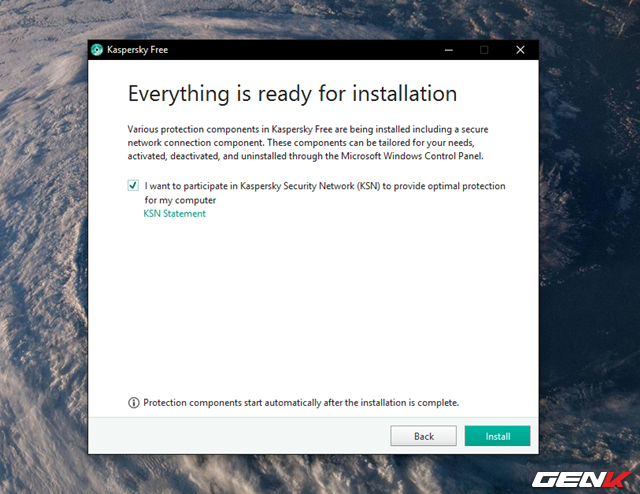 Kaspersky Free
Everything is ready for installation
Various protection components in Kaspersky Free are being installed including a secure
network connection component. These components can be tailored for your needs,
activated, deactivated, and uninstalled through the Microsoft Windows Control Panel.
I want to participate in Kaspersky Security Network (KSN) to provide optimal protection
for my computer
KSN Statement
Protection components start automatically after the installation is complete.
Back
Install
GENK